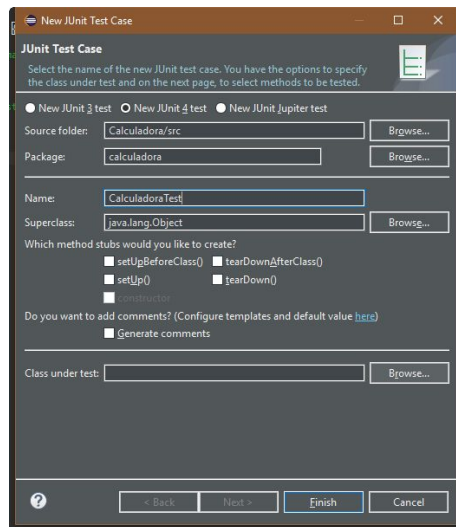 New JUnit Test Case
JUnit Test Case
Select the name of the new JUnit test case. You have the options to specify
the class under test and on the next page, to select methods to be tested.
New JUnit 3 test New JUnit 4 test New JUnit Jupiter test
Source folder: Calculadora/src Browse...
Package: calculadora Browse...
Name: CalculadoraTest
Superclass: java.lang.Object Browse...
Which method stubs would you like to create?
setUpBeforeClass() tearDownAfterClass()
setUp() tearDown()
constructor
Do you want to add comments? (Configure templates and default value here)
Generate comments
Class under test: Browse...
? < Back Next > Finish Cancel